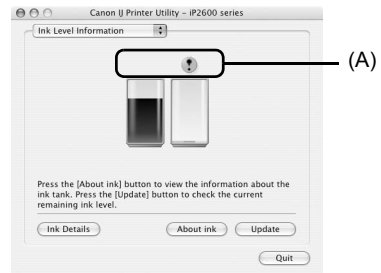 Canon IJ Printer Utility – iP2600 series
Ink Level Information
(A)
Press the [About ink] button to view the information about the
ink tank. Press the [Update] button to check the current
remaining ink level.
Ink Details
About ink
Update
Quit